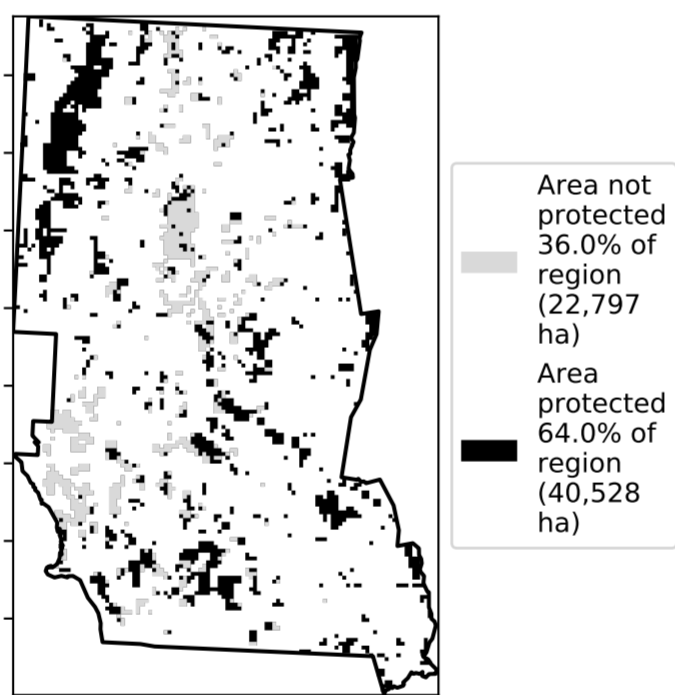 Area not
protected
36.0% of
region
(22,797
ha)
Area
protected
64.0% of
region
(40,528
ha)